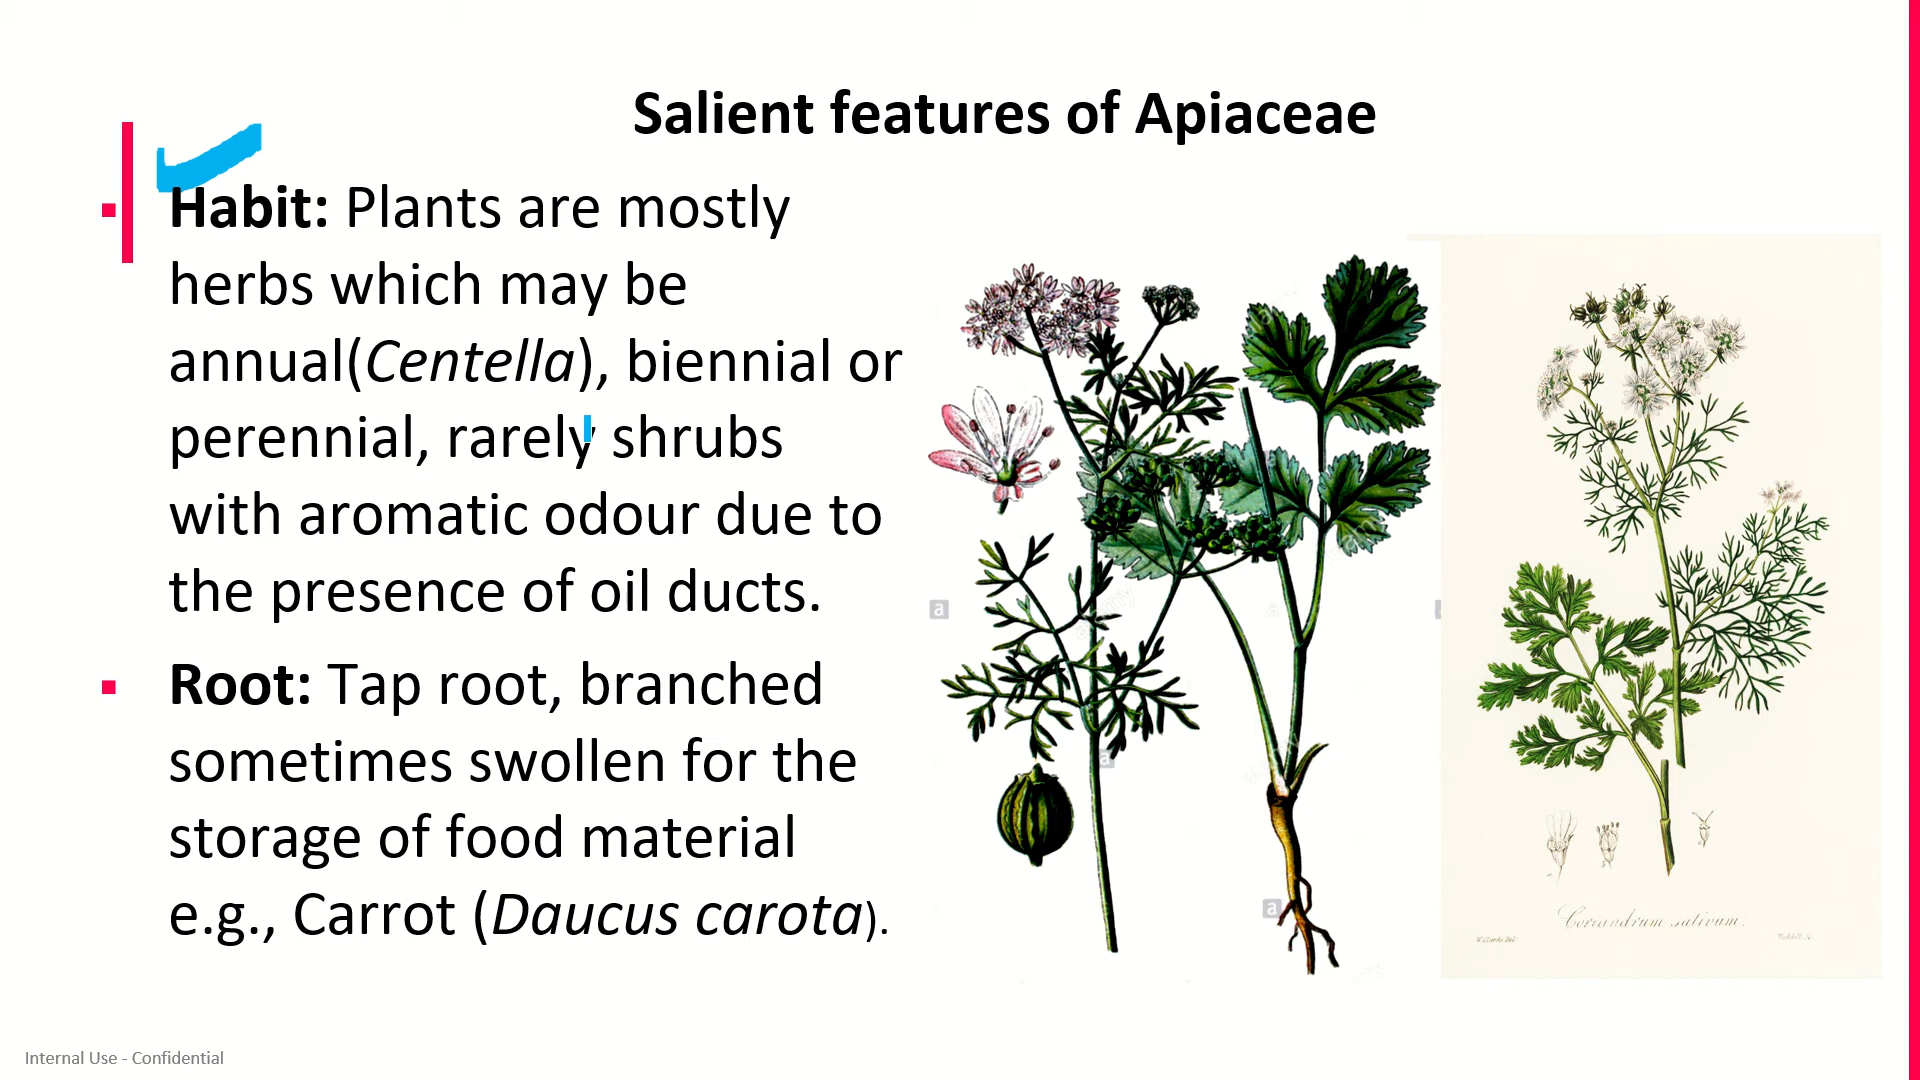 Salient features of Apiaceae
▪ Habit: Plants are mostly
herbs which may be
annual(Centella), biennial or
perennial, rarely shrubs
with aromatic odour due to
the presence of oil ducts.
▪ Root: Tap root, branched
sometimes swollen for the
storage of food material
e.g., Carrot (Daucus carota).
a
a
a
Coriandrum sativum.
Internal Use - Confidential